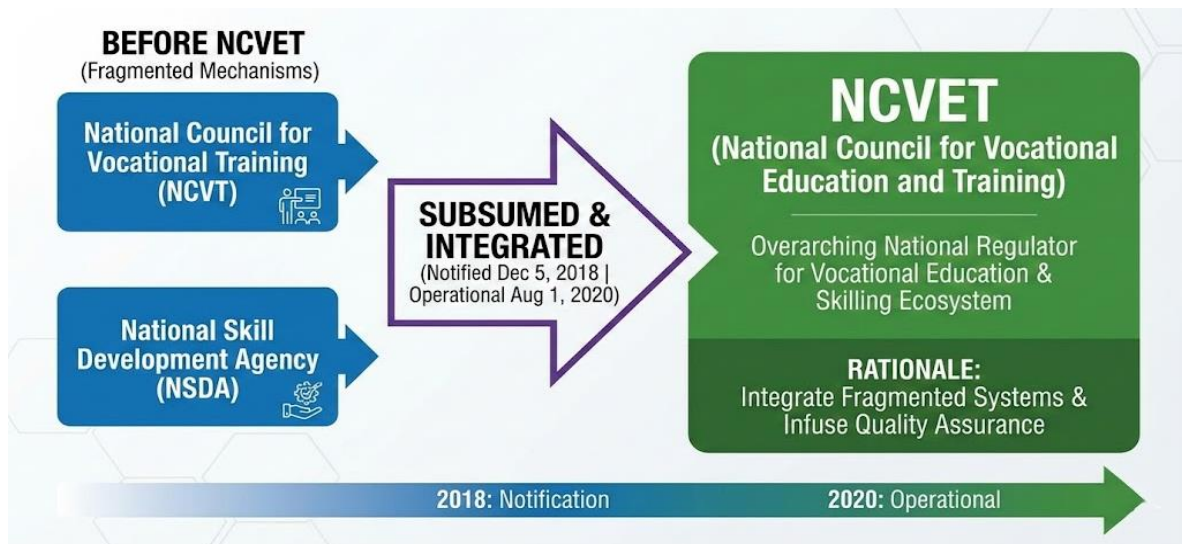 BEFORE NCVET
(Fragmented Mechanisms)
National Council for
Vocational Training
(NCVT)
National Skill
Development Agency
(NSDA)
SUBSUMED &
INTEGRATED
(Notified Dec 5, 2018 |
Operational Aug 1, 2020)
NCVET
(National Council for Vocational
Education and Training)
Overarching National Regulator
for Vocational Education &
Skilling Ecosystem
RATIONALE:
Integrate Fragmented Systems &
Infuse Quality Assurance
2018: Notification
2020: Operational